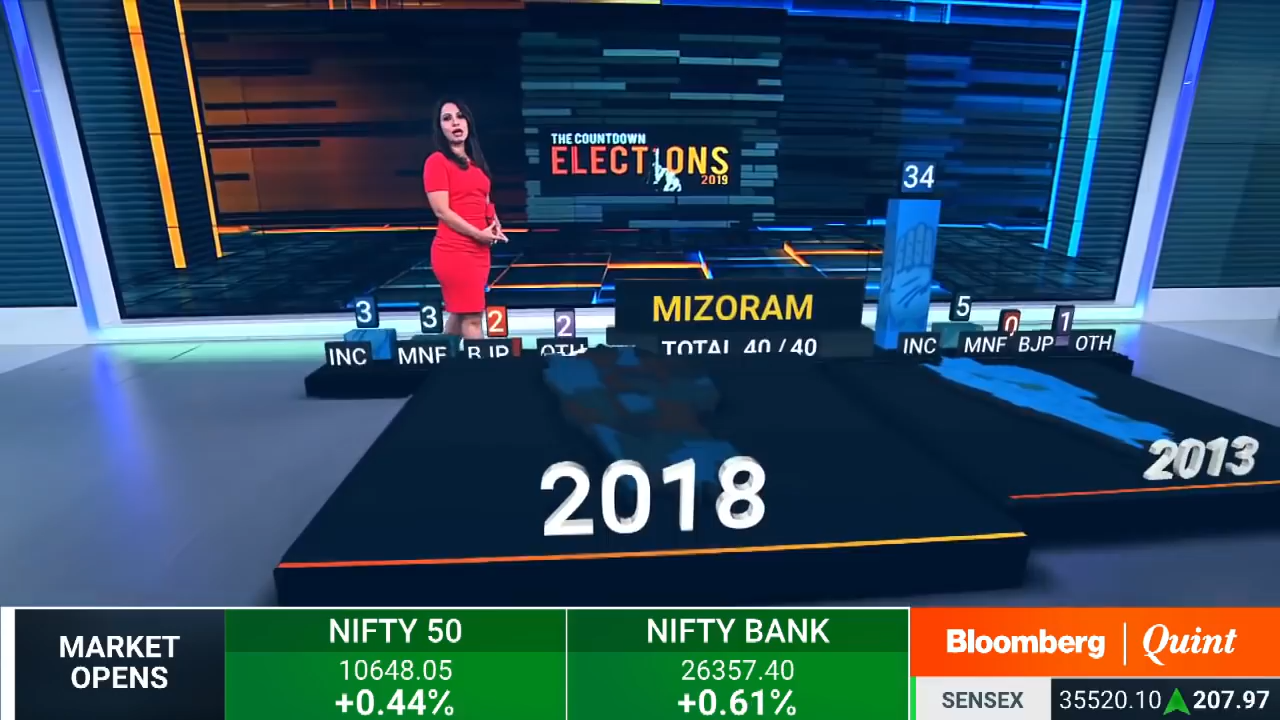 THE COUNTDOWN
ELECTIONS
2019
34
3
3
2
2
MIZORAM
5
0
1
INC
MNF
BJP
OTH
TOTAL 40 / 40
INC
MNF
BJP
OTH
2018
2013
MARKET
OPENS
NIFTY 50
10648.05
+0.44%
NIFTY BANK
26357.40
+0.61%
Bloomberg | Quint
SENSEX
35520.10
207.97